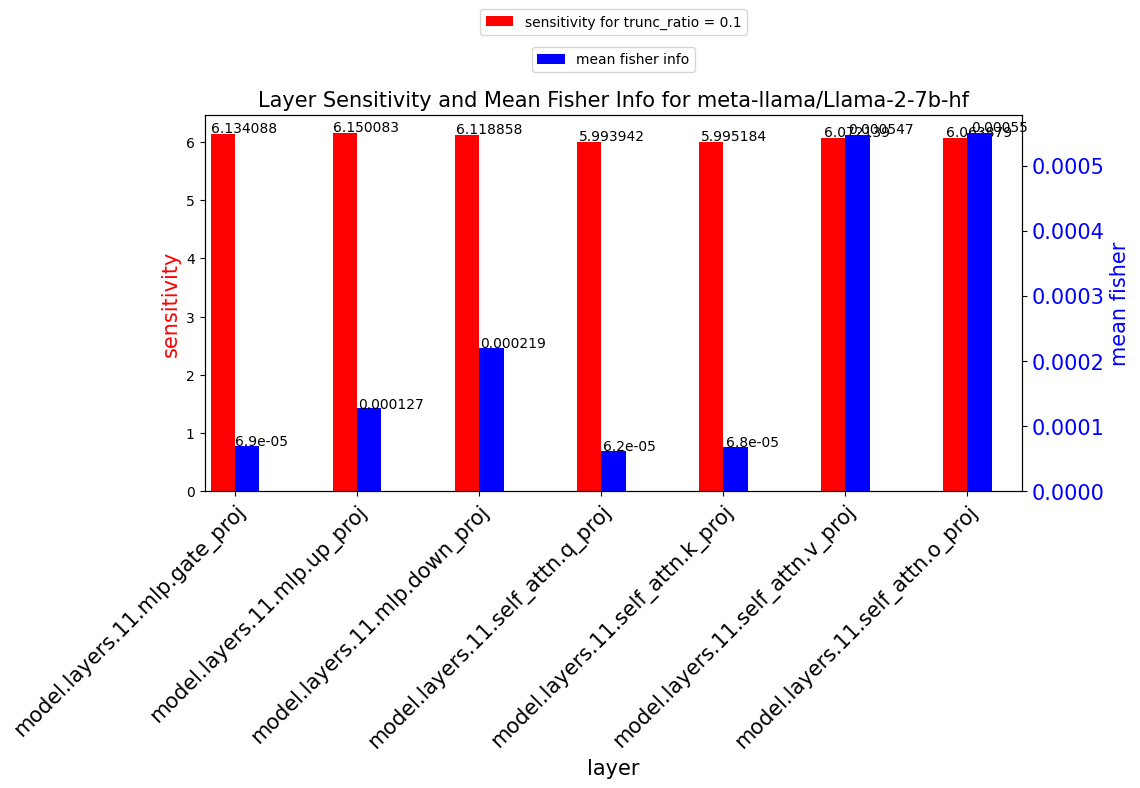 sensitivity for trunc_ratio = 0.1
mean fisher info
Layer Sensitivity and Mean Fisher Info for meta-llama/Llama-2-7b-hf
6.134088
6.150083
6.118858
5.993942
5.995184
6.072139
0.000547
6.063879
0.00055
6.9e-05
0.000127
0.000219
6.2e-05
6.8e-05
sensitivity
6
5
4
3
2
1
0
mean fisher
0.0005
0.0004
0.0003
0.0002
0.0001
0.0000
model.layers.11.mlp.gate_proj
model.layers.11.mlp.up_proj
model.layers.11.mlp.down_proj
model.layers.11.self_attn.q_proj
model.layers.11.self_attn.k_proj
model.layers.11.self_attn.v_proj
model.layers.11.self_attn.o_proj
layer